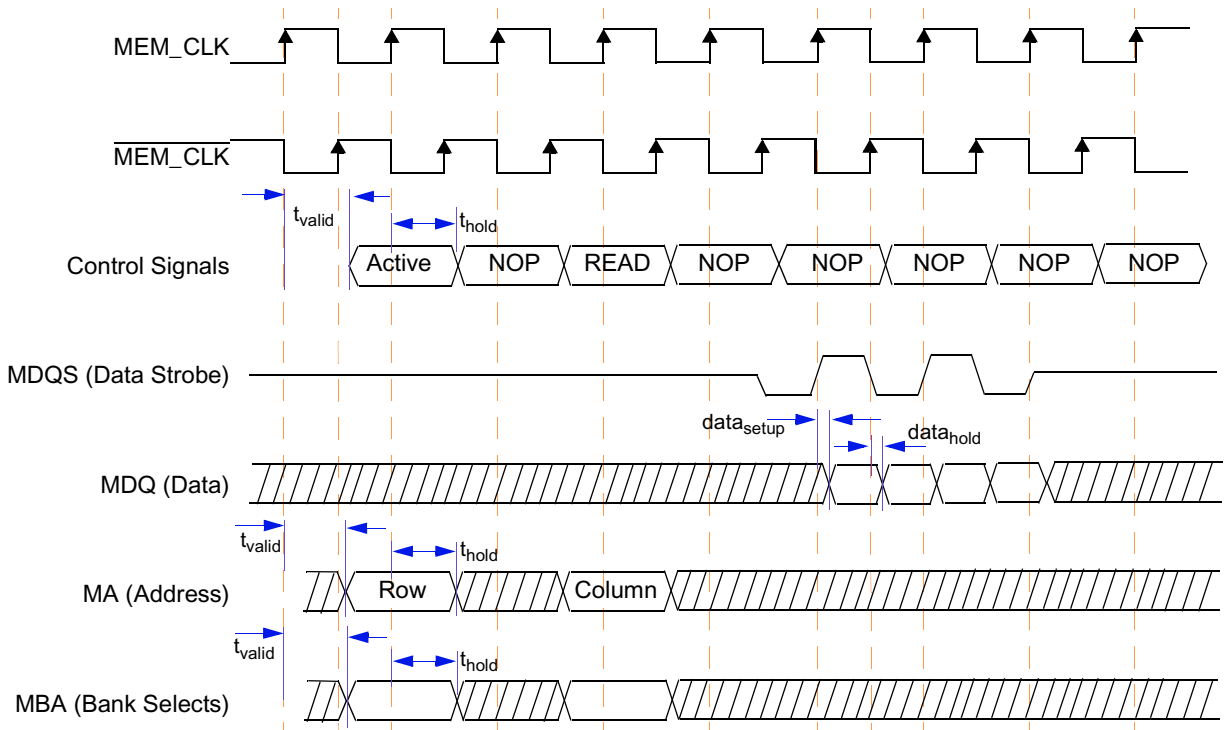 MEM_CLK
MEM_CLK
tvalid
thold
Control Signals
Active
NOP
READ
NOP
NOP
NOP
NOP
NOP
MDQS (Data Strobe)
datasetup
datahold
MDQ (Data)
tvalid
thold
MA (Address)
Row
Column
tvalid
thold
MBA (Bank Selects)